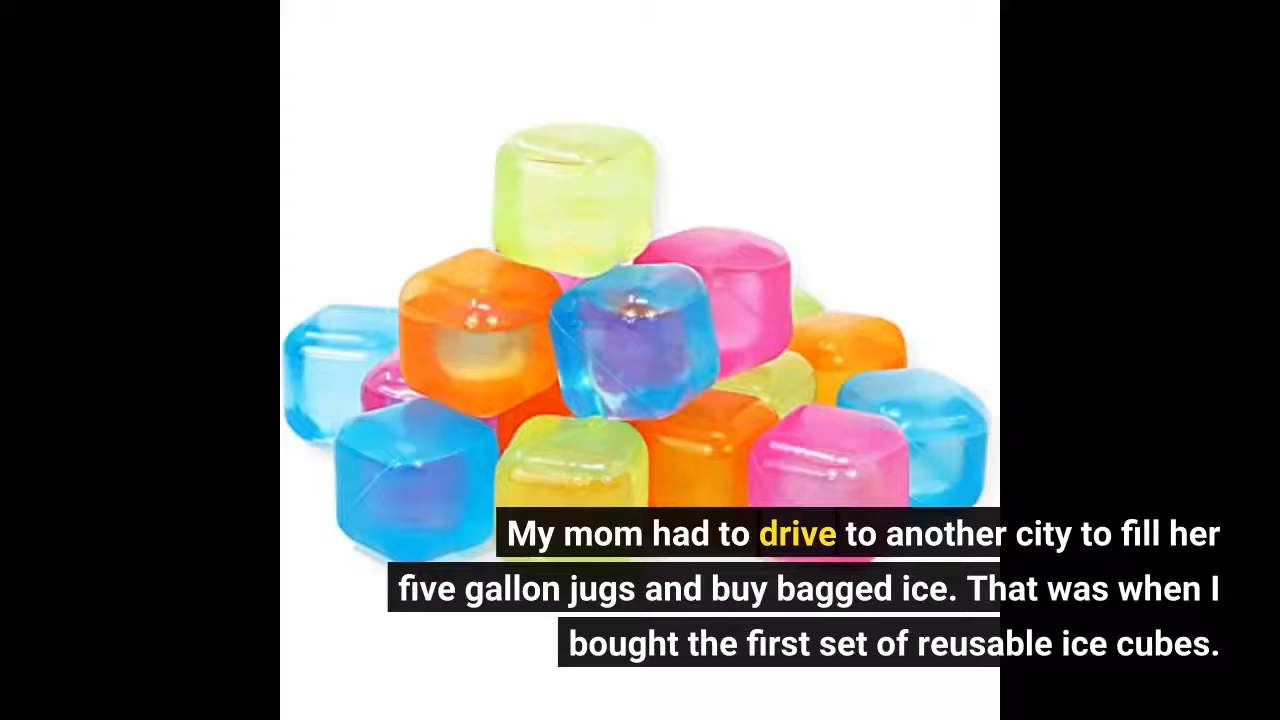 My mom had to drive to another city to fill her
five gallon jugs and buy bagged ice. That was when I
bought the first set of reusable ice cubes.